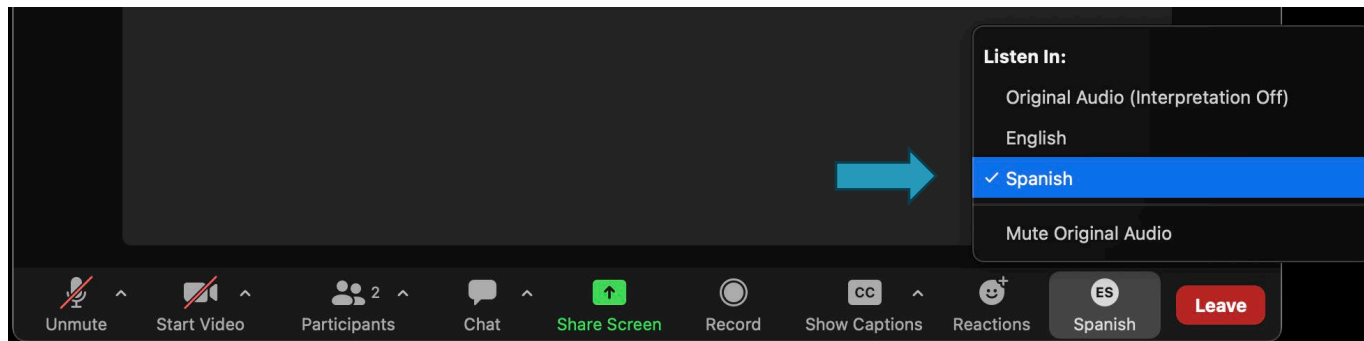 Listen In:
Original Audio (Interpretation Off)
English
✓ Spanish
Mute Original Audio
2
CC
ES
Unmute
Start Video
Participants
Chat
Share Screen
Record
Show Captions
Reactions
Spanish
Leave